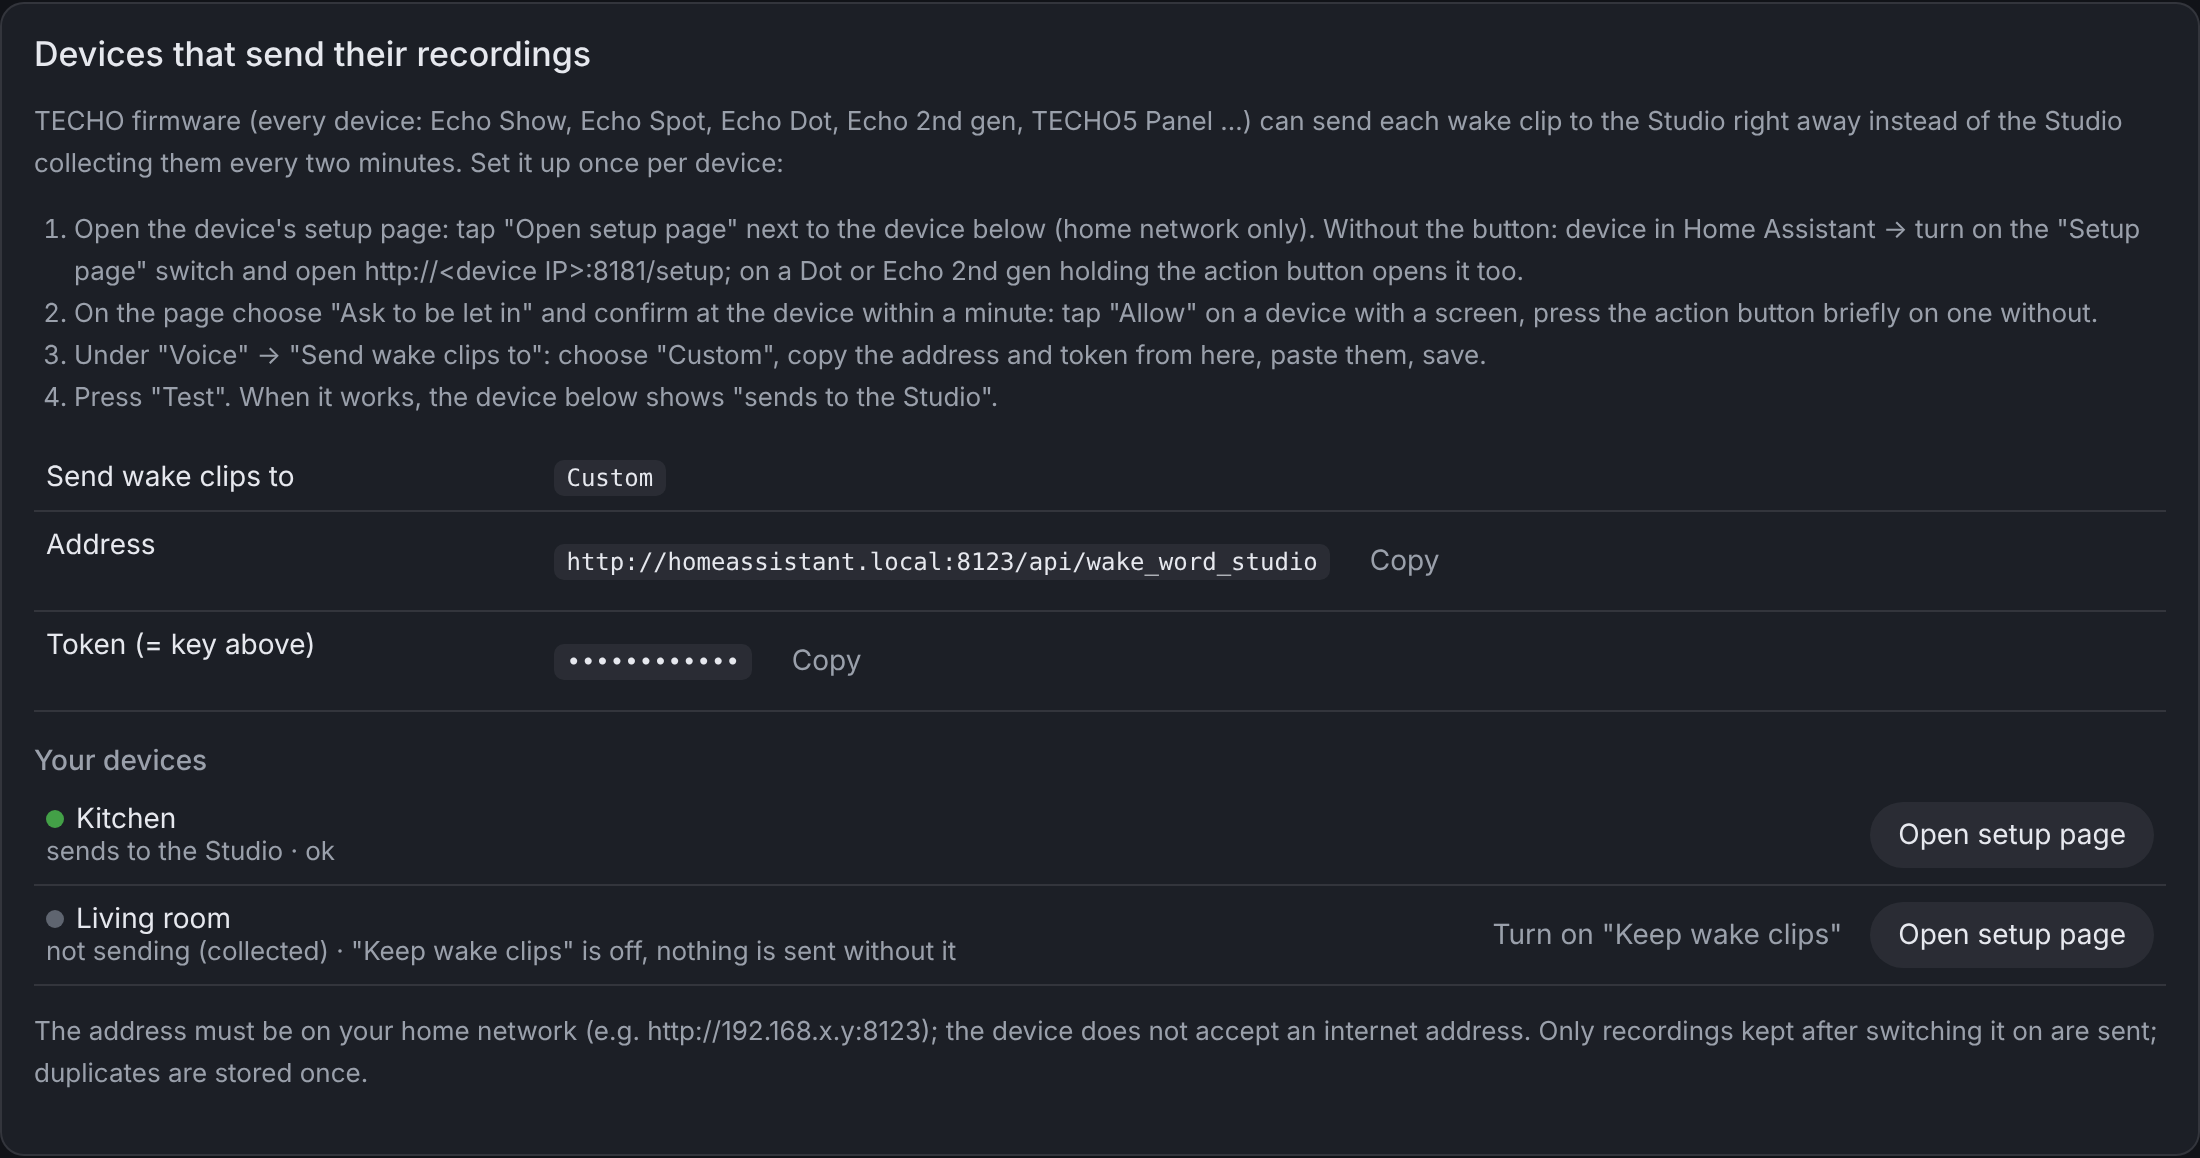 Devices that send their recordings
TECHO firmware (every device: Echo Show, Echo Spot, Echo Dot, Echo 2nd gen, TECHO5 Panel ...) can send each wake clip to the Studio right away instead of the Studio
collecting them every two minutes. Set it up once per device:
1. Open the device's setup page: tap "Open setup page" next to the device below (home network only). Without the button: device in Home Assistant → turn on the "Setup
page" switch and open http://<device IP>:8181/setup; on a Dot or Echo 2nd gen holding the action button opens it too.
2. On the page choose "Ask to be let in" and confirm at the device within a minute: tap "Allow" on a device with a screen, press the action button briefly on one without.
3. Under "Voice" → "Send wake clips to": choose "Custom", copy the address and token from here, paste them, save.
4. Press "Test". When it works, the device below shows "sends to the Studio".
Send wake clips to Custom
Address http://homeassistant.local:8123/api/wake_word_studio Copy
Token (= key above) •••••••••••• Copy
Your devices
Kitchen
sends to the Studio · ok
Open setup page
Living room
not sending (collected) · "Keep wake clips" is off, nothing is sent without it
Turn on "Keep wake clips" Open setup page
The address must be on your home network (e.g. http://192.168.x.y:8123); the device does not accept an internet address. Only recordings kept after switching it on are sent;
duplicates are stored once.